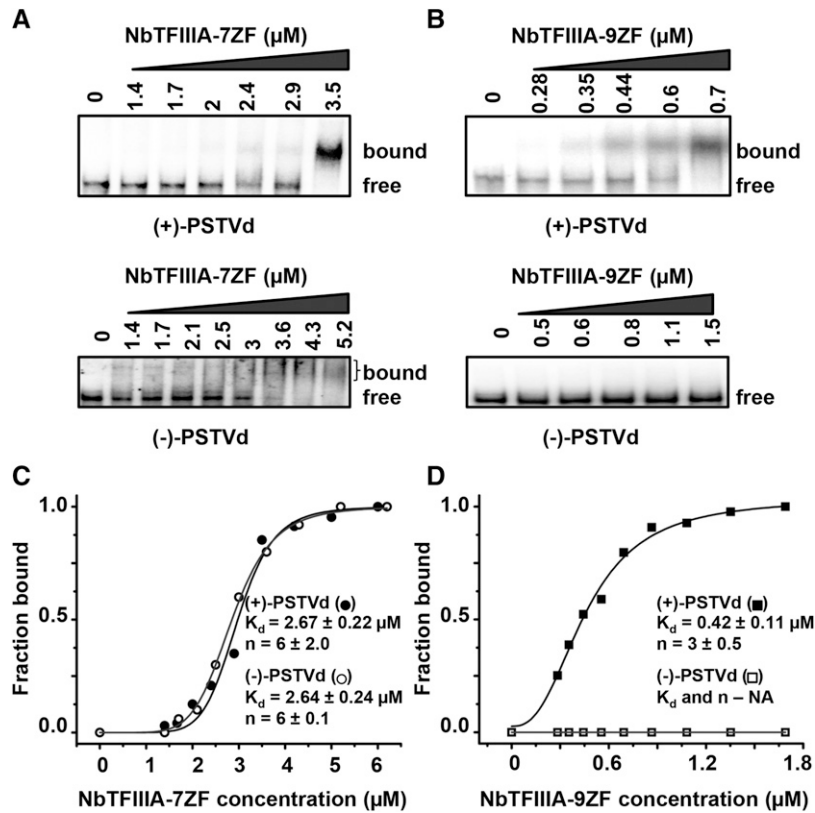 A
NbTFIIIA-7ZF (µM)
0 1.4 1.7 2 2.4 2.9 3.5
bound
free
(+)-PSTVd
NbTFIIIA-7ZF (µM)
0 1.4 1.7 2.1 2.5 3 3.6 4.3 5.2
bound
free
(-)-PSTVd
B
NbTFIIIA-9ZF (µM)
0 0.28 0.35 0.44 0.6 0.7
bound
free
(+)-PSTVd
NbTFIIIA-9ZF (µM)
0 0.5 0.6 0.8 1.1 1.5
free
(-)-PSTVd
C
Fraction bound
1.0
0.5
0.0
(+)-PSTVd (●)
Kd = 2.67 ± 0.22 µM
n = 6 ± 2.0
(-)-PSTVd (○)
Kd = 2.64 ± 0.24 µM
n = 6 ± 0.1
0 1 2 3 4 5 6
NbTFIIIA-7ZF concentration (µM)
D
Fraction bound
1.0
0.5
0.0
(+)-PSTVd (■)
Kd = 0.42 ± 0.11 µM
n = 3 ± 0.5
(-)-PSTVd (□)
Kd and n – NA
0 0.6 1.2 1.8
NbTFIIIA-9ZF concentration (µM)